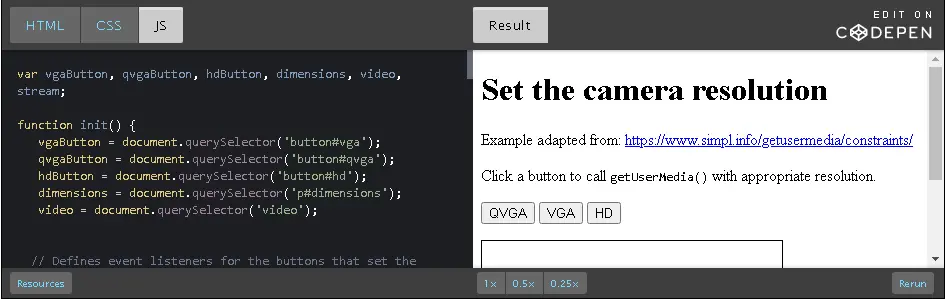 HTML CSS JS
Result
EDIT ON
CODEPEN
var vgaButton, qvgaButton, hdButton, dimensions, video,
stream;
function init() {
vgaButton = document.querySelector('button#vga');
qvgaButton = document.querySelector('button#qvga');
hdButton = document.querySelector('button#hd');
dimensions = document.querySelector('p#dimensions');
video = document.querySelector('video');
// Defines event listeners for the buttons that set the
Set the camera resolution
Example adapted from: https://www.simpl.info/getusermedia/constraints/
Click a button to call getUserMedia() with appropriate resolution.
QVGA VGA HD
Resources
1x 0.5x 0.25x
Rerun